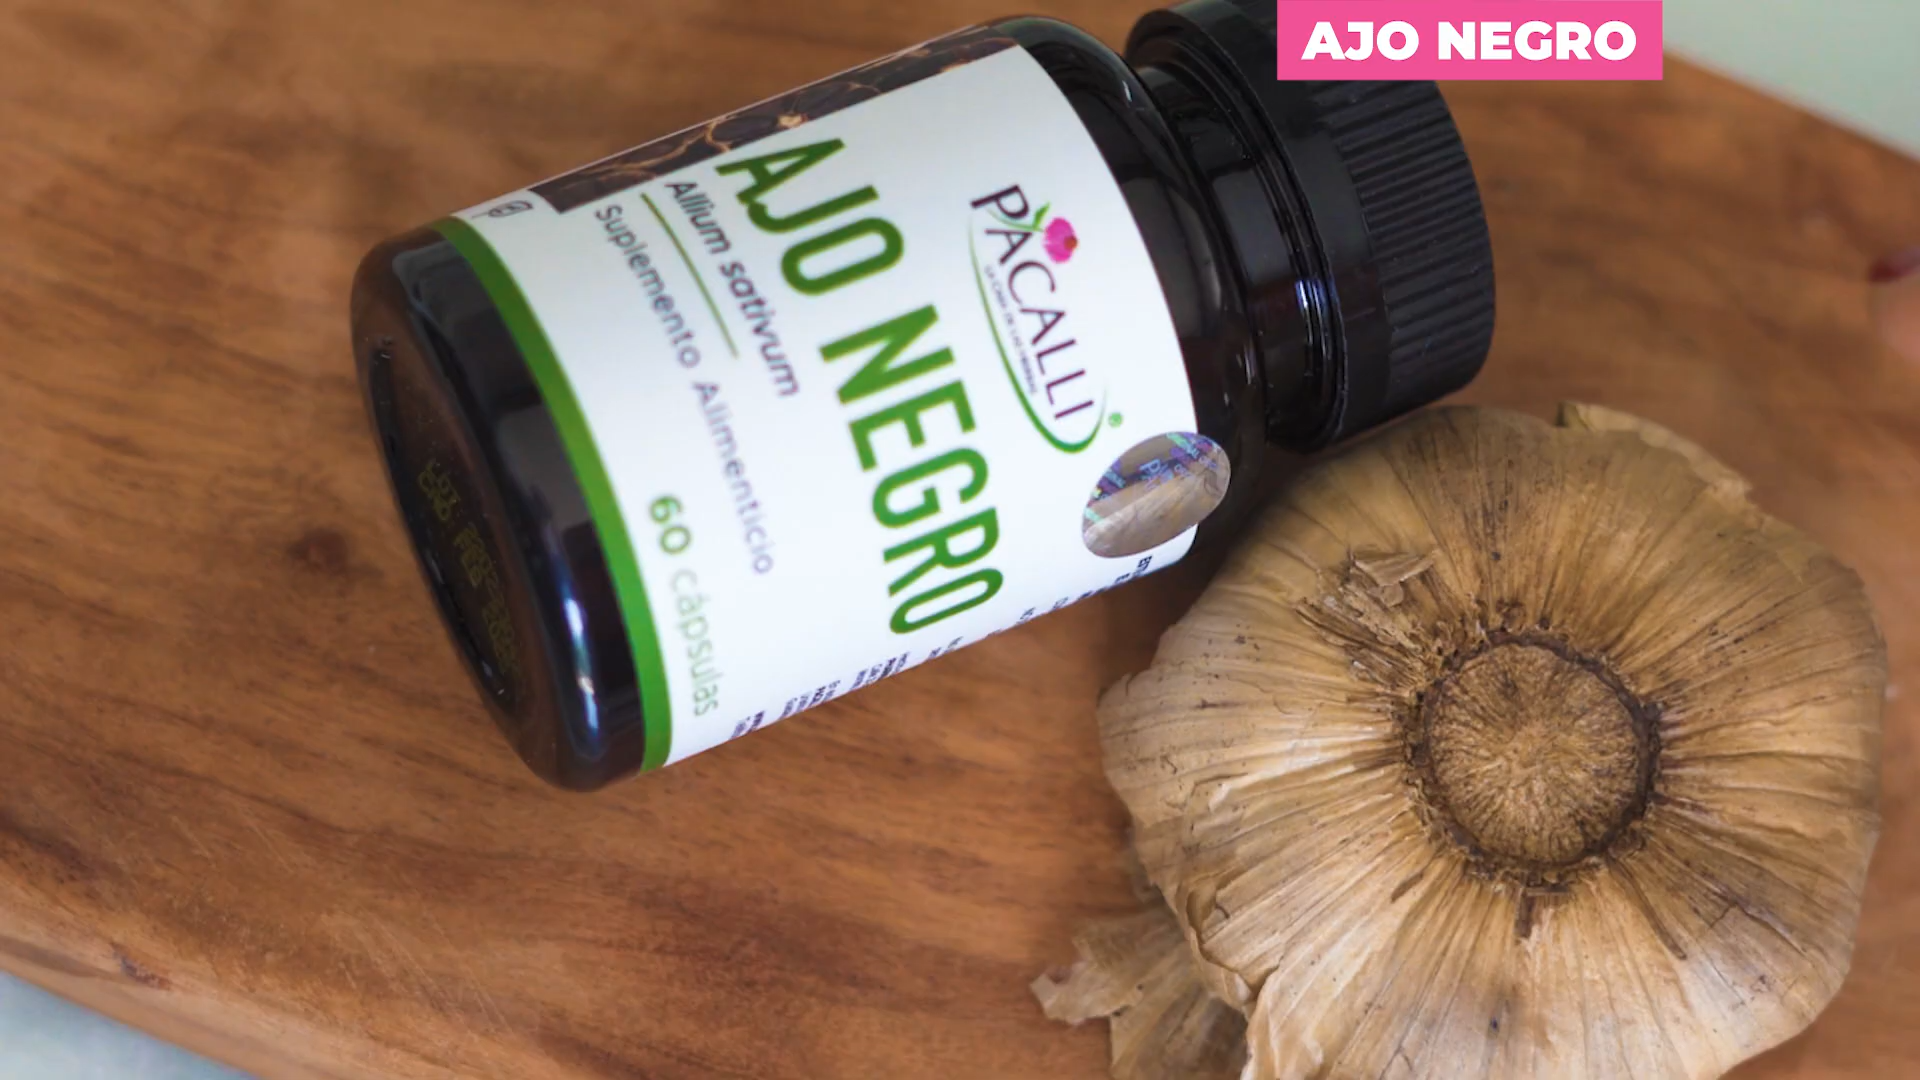 AJO NEGRO
PACALLI®
AJO NEGRO
Allium sativum
Suplemento Alimenticio
60 cápsulas